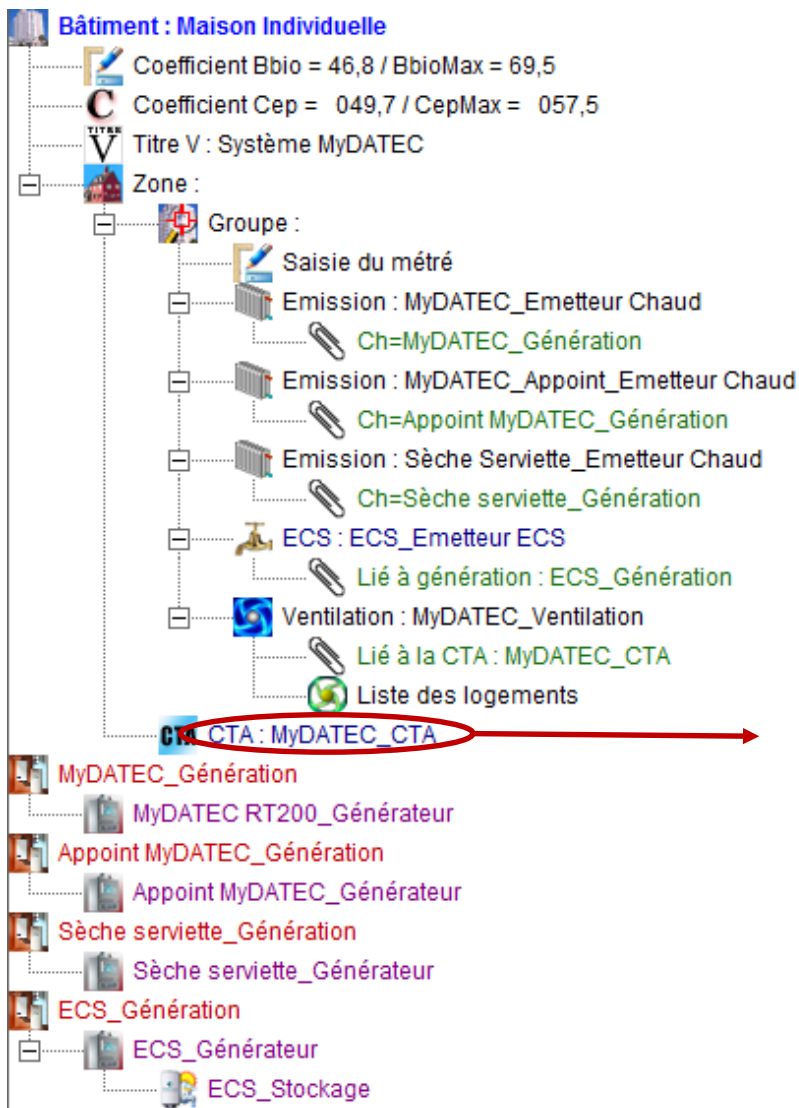 Bâtiment : Maison Individuelle
Coefficient Bbio = 46,8 / BbioMax = 69,5
C Coefficient Cep = 049,7 / CepMax = 057,5
TITRE V Titre V : Système MyDATEC
Zone :
Groupe :
Saisie du métré
Emission : MyDATEC_Emetteur Chaud
Ch=MyDATEC_Génération
Emission : MyDATEC_Appoint_Emetteur Chaud
Ch=Appoint MyDATEC_Génération
Emission : Sèche Serviette_Emetteur Chaud
Ch=Sèche serviette_Génération
ECS : ECS_Emetteur ECS
Lié à génération : ECS_Génération
Ventilation : MyDATEC_Ventilation
Lié à la CTA : MyDATEC_CTA
Liste des logements
CTA CTA : MyDATEC_CTA
MyDATEC_Génération
MyDATEC RT200_Générateur
Appoint MyDATEC_Génération
Appoint MyDATEC_Générateur
Sèche serviette_Génération
Sèche serviette_Générateur
ECS_Génération
ECS_Générateur
ECS_Stockage